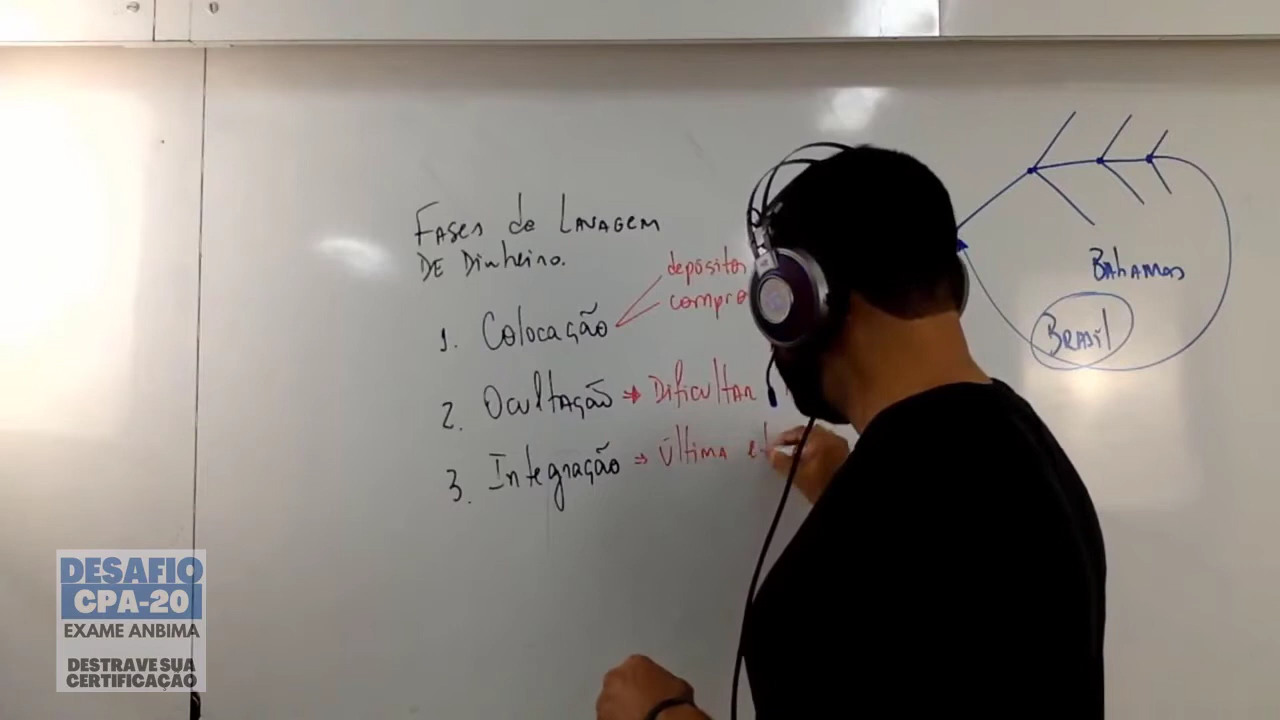 Fases de Lavagem
DE Dinheiro.
1. Colocação
depósitos
compra
2. Ocultação → Dificultar
3. Integração ⇒ Última et
Bahamas
Brasil
DESAFIO
CPA-20
EXAME ANBIMA
DESTRAVE SUA
CERTIFICAÇÃO